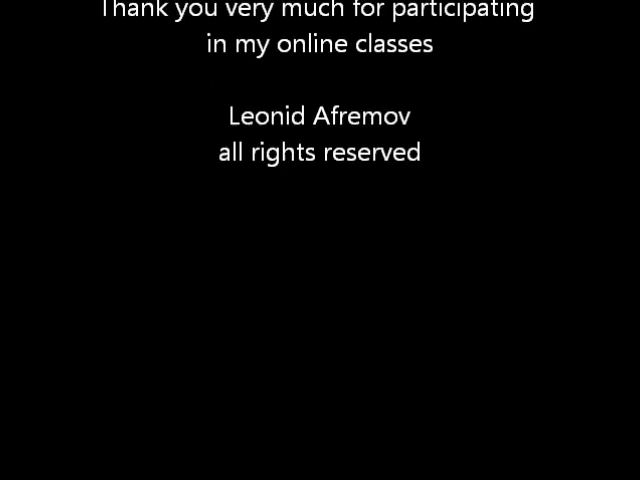 Thank you very much for participating
in my online classes
Leonid Afremov
all rights reserved